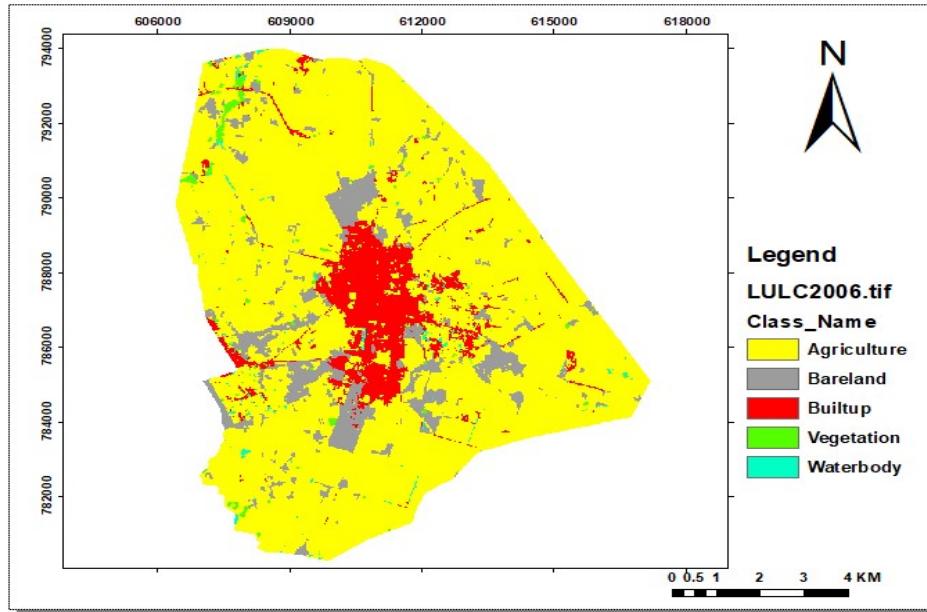 606000 609000 612000 615000 618000
794000
792000
790000
788000
786000
784000
782000
N
Legend
LULC2006.tif
Class_Name
Agriculture
Bareland
Builtup
Vegetation
Waterbody
0 0.5 1 2 3 4 KM